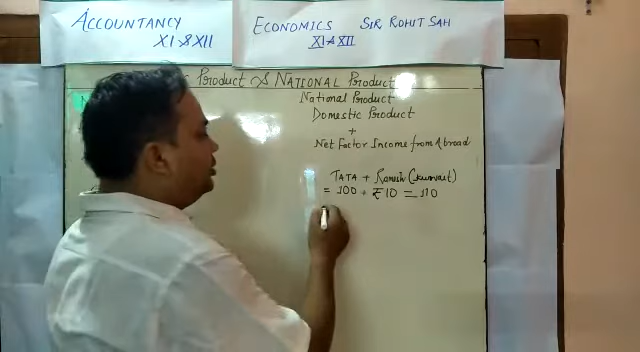 ACCOUNTANCY
XI & XII
ECONOMICS SIR ROHIT SAH
XI & XII
PRODUCT & NATIONAL PRODUCT
National Product
Domestic Product
+
Net Factor Income from Abroad
TATA + Ramesh (Kuwait)
= 100 + ₹10 = 110